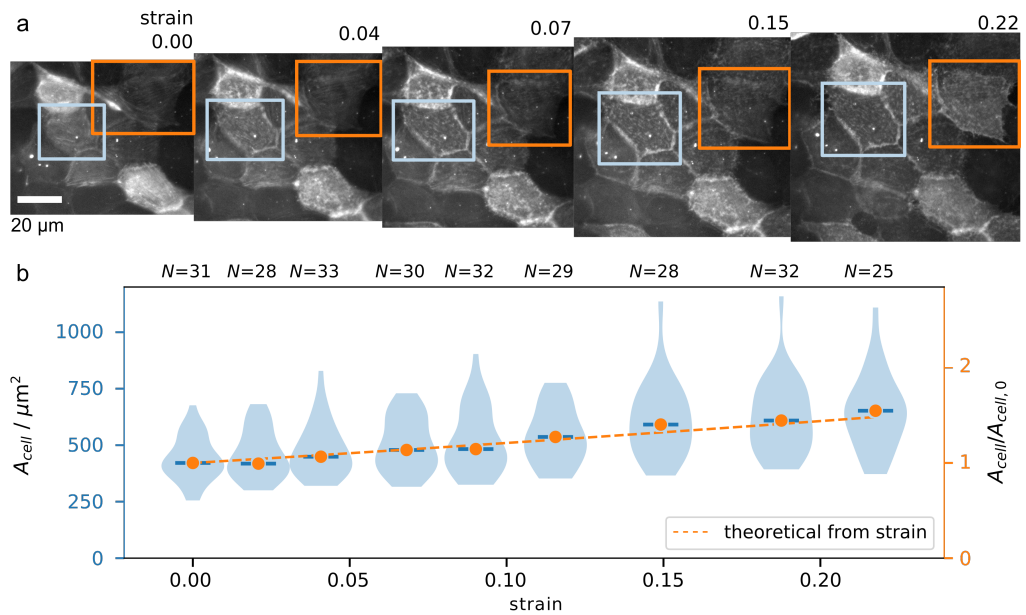 a
strain
0.00
0.04
0.07
0.15
0.22
20 µm
b
N=31 N=28 N=33 N=30 N=32 N=29 N=28 N=32 N=25
1000
750
500
250
0
A_cell / µm²
2
1
0
A_cell/A_cell,0
theoretical from strain
0.00 0.05 0.10 0.15 0.20
strain